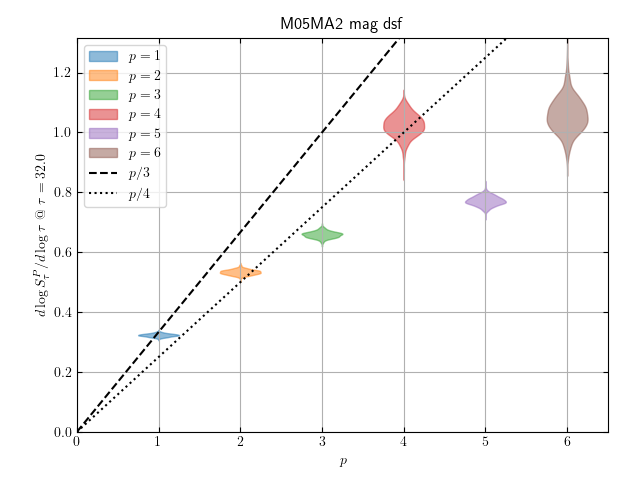 M05MA2 mag dsf
p = 1
p = 2
p = 3
p = 4
p = 5
p = 6
p/3
p/4
d log S_τ^P / d log τ @ τ = 32.0
1.2
1.0
0.8
0.6
0.4
0.2
0.0
0 1 2 3 4 5 6
p